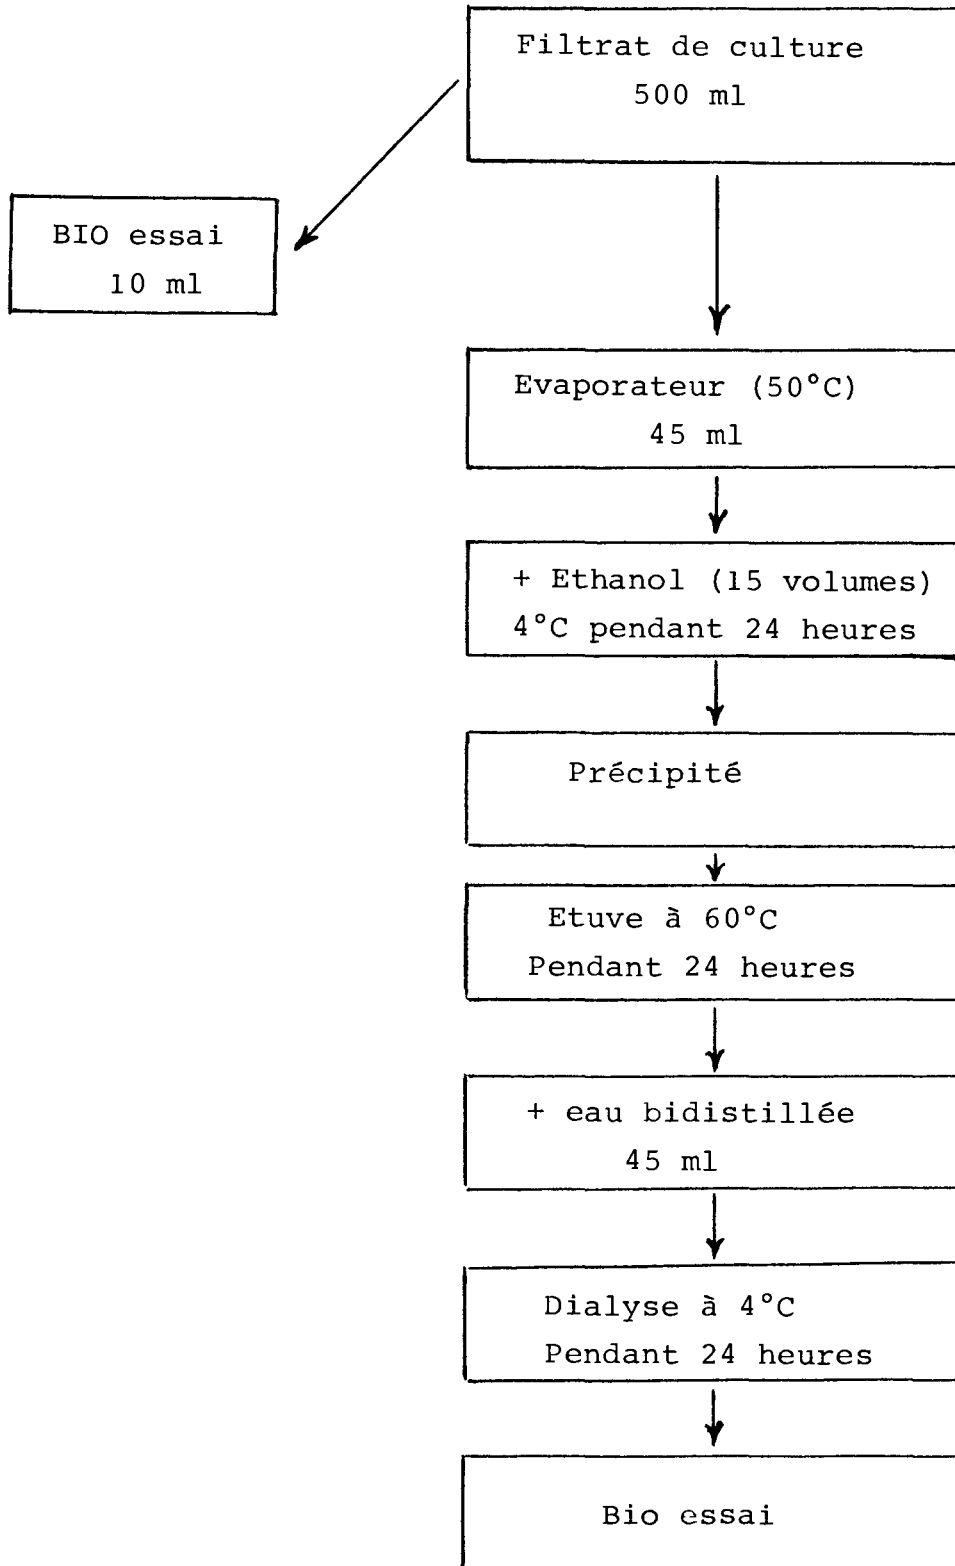 Filtrat de culture
500 ml
BIO essai
10 ml
Evaporateur (50°C)
45 ml
+ Ethanol (15 volumes)
4°C pendant 24 heures
Précipité
Etuve à 60°C
Pendant 24 heures
+ eau bidistillée
45 ml
Dialyse à 4°C
Pendant 24 heures
Bio essai